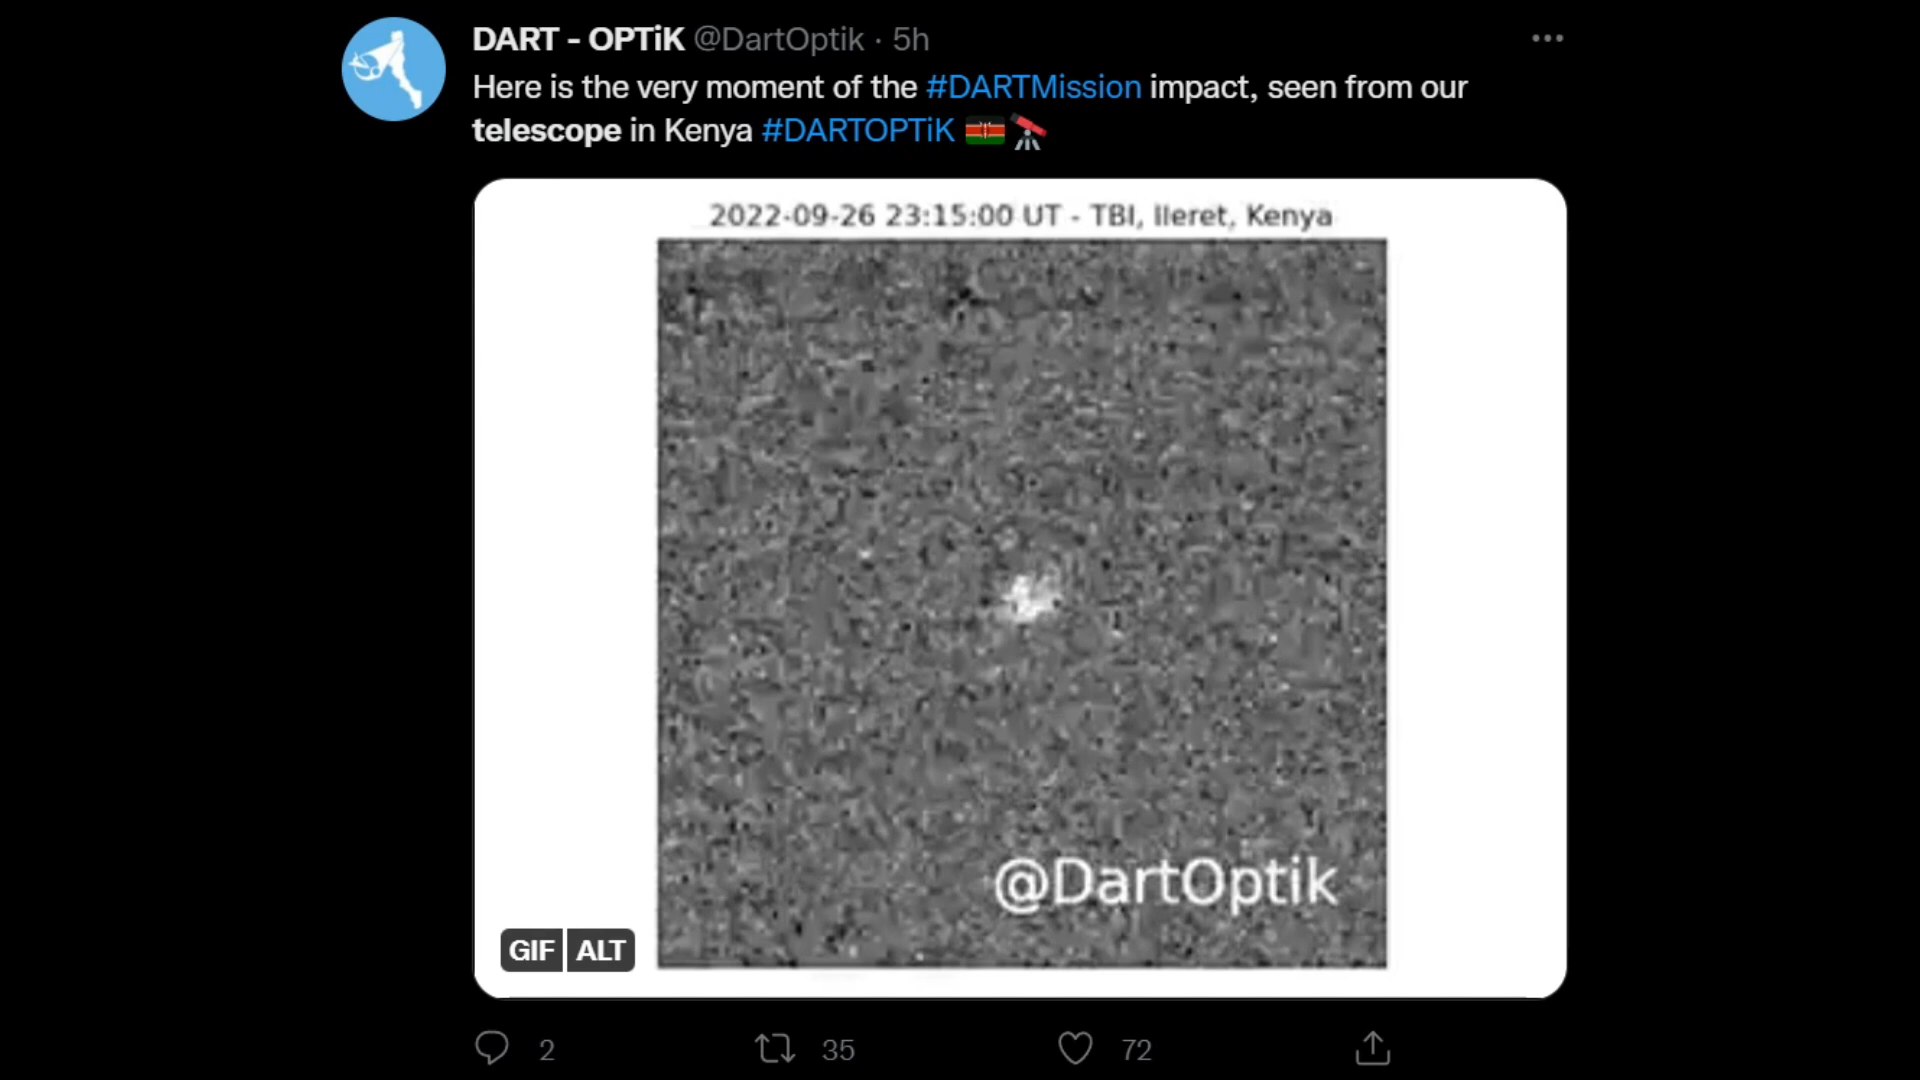 DART - OPTiK @DartOptik · 5h
Here is the very moment of the #DARTMission impact, seen from our
telescope in Kenya #DARTOPTiK 🇰🇪🔭
2022-09-26 23:15:00 UT - TBI, Ileret, Kenya
@DartOptik
GIF ALT
2 35 72